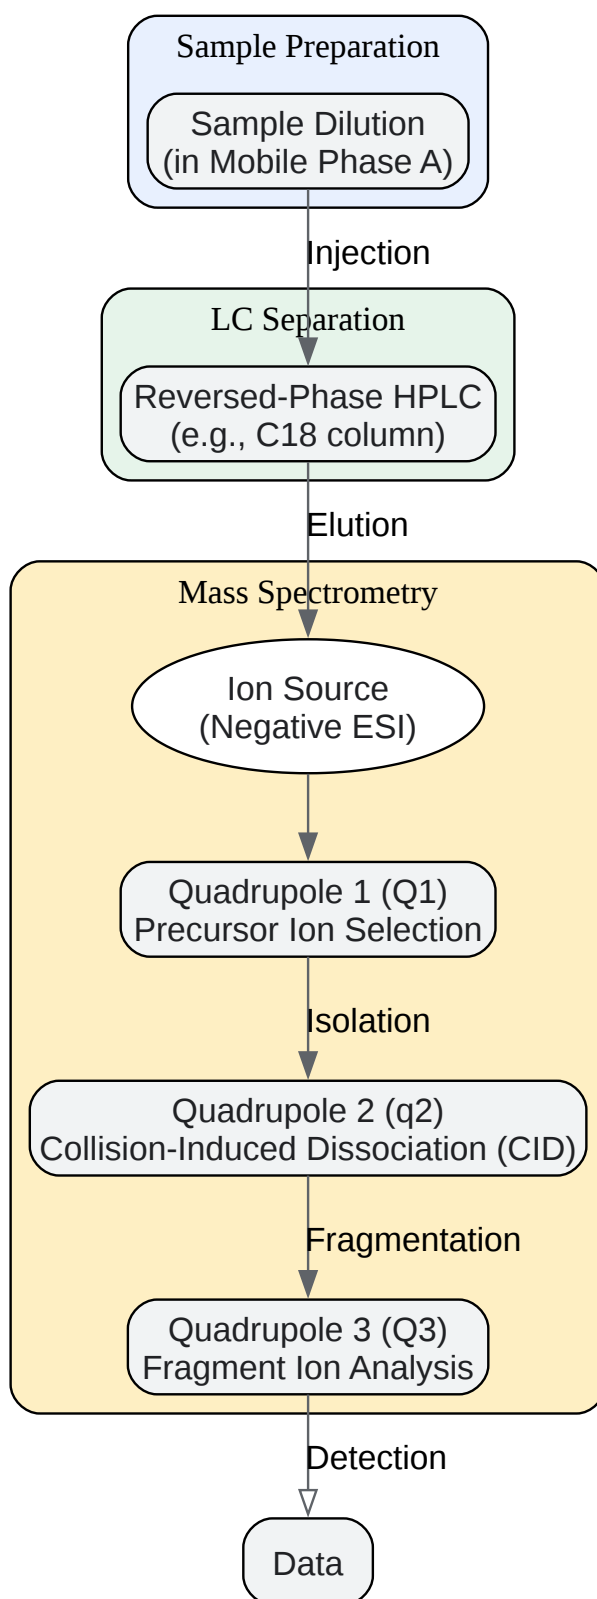 Sample Preparation
Sample Dilution
(in Mobile Phase A)
Injection
LC Separation
Reversed-Phase HPLC
(e.g., C18 column)
Elution
Mass Spectrometry
Ion Source
(Negative ESI)
Quadrupole 1 (Q1)
Precursor Ion Selection
Isolation
Quadrupole 2 (q2)
Collision-Induced Dissociation (CID)
Fragmentation
Quadrupole 3 (Q3)
Fragment Ion Analysis
Detection
Data